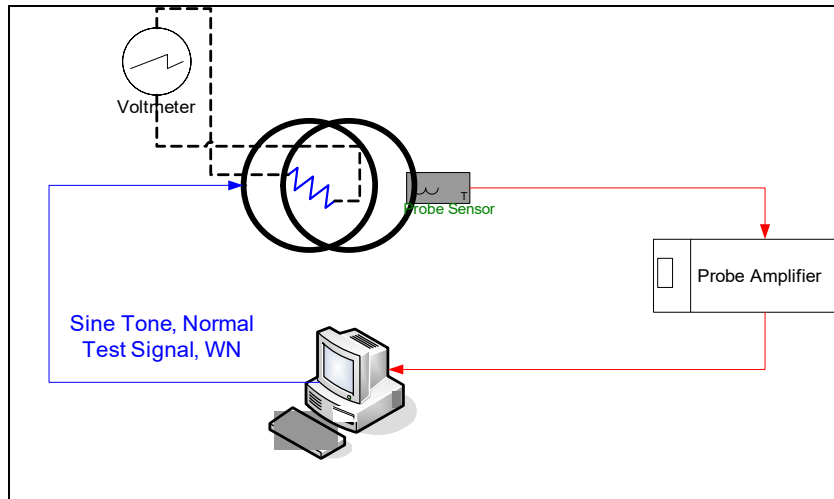 Voltmeter
T
Probe Sensor
Probe Amplifier
Sine Tone, Normal
Test Signal, WN